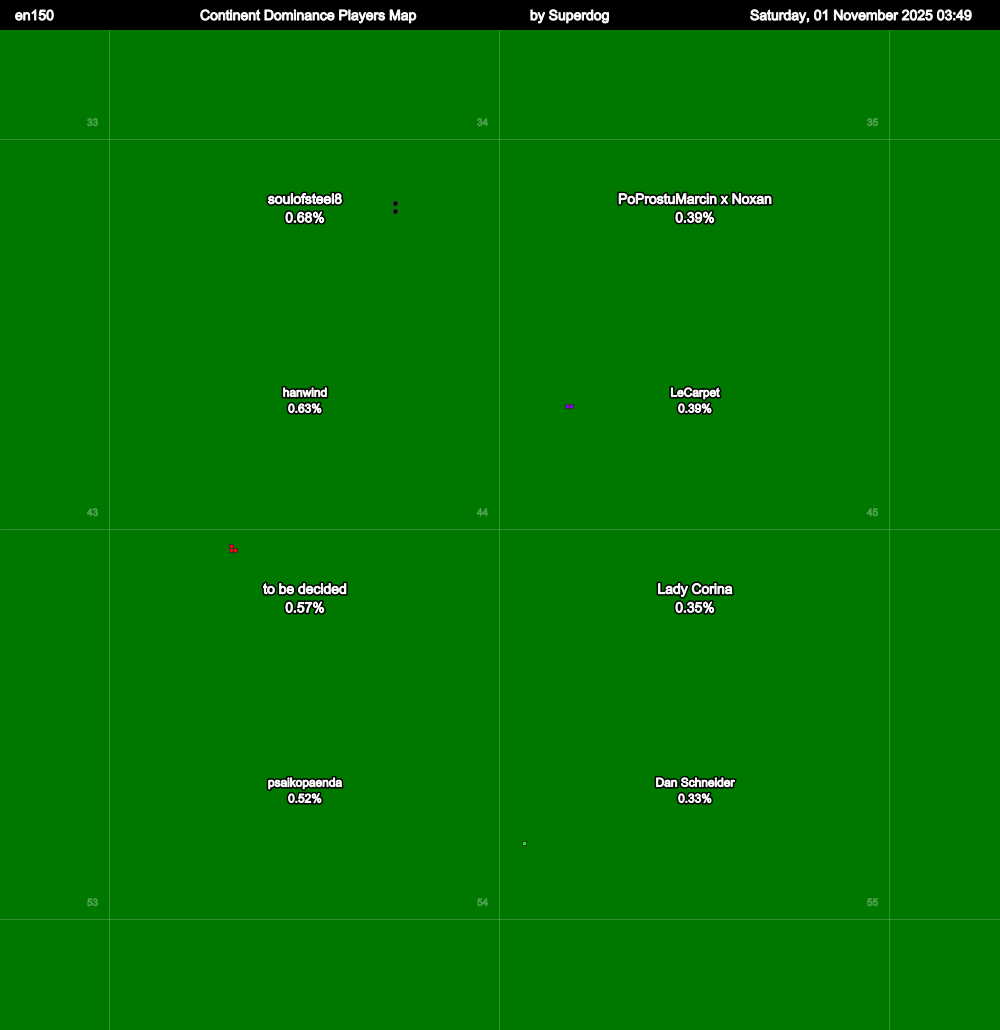 en150 Continent Dominance Players Map by Superdog Saturday, 01 November 2025 03:49
33 34 35
soulofsteel8 PoProstuMarcin x Noxan
0.68% 0.39%
hanwind LeCarpet
0.63% 0.39%
43 44 45
to be decided Lady Corina
0.57% 0.35%
psaikopaenda Dan Schneider
0.52% 0.33%
53 54 55